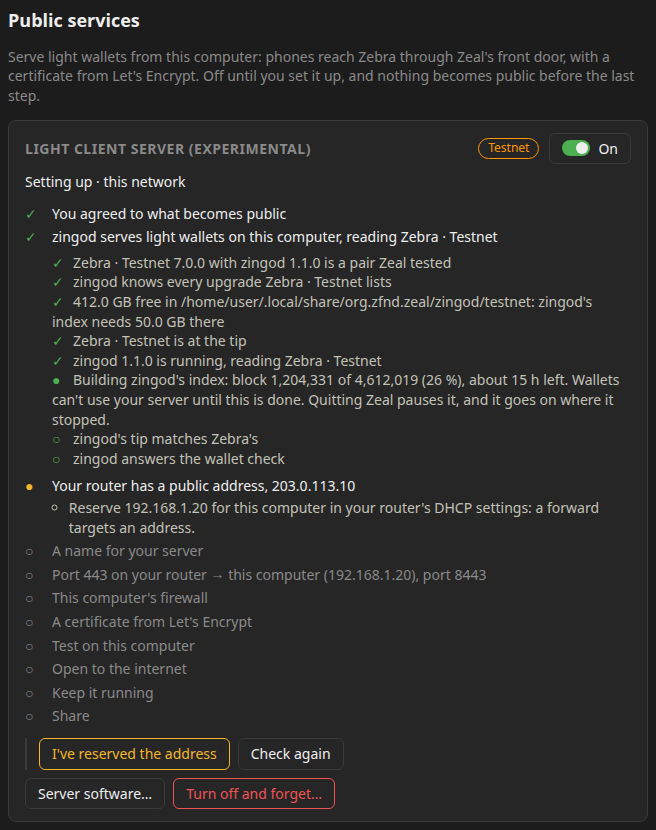 Public services
Serve light wallets from this computer: phones reach Zebra through Zeal's front door, with a
certificate from Let's Encrypt. Off until you set it up, and nothing becomes public before the last
step.
LIGHT CLIENT SERVER (EXPERIMENTAL)
Testnet
On
Setting up · this network
✓ You agreed to what becomes public
✓ zingod serves light wallets on this computer, reading Zebra · Testnet
✓ Zebra · Testnet 7.0.0 with zingod 1.1.0 is a pair Zeal tested
✓ zingod knows every upgrade Zebra · Testnet lists
✓ 412.0 GB free in /home/user/.local/share/org.zfnd.zeal/zingod/testnet: zingod's
index needs 50.0 GB there
✓ Zebra · Testnet is at the tip
✓ zingod 1.1.0 is running, reading Zebra · Testnet
● Building zingod's index: block 1,204,331 of 4,612,019 (26 %), about 15 h left. Wallets
can't use your server until this is done. Quitting Zeal pauses it, and it goes on where it
stopped.
○ zingod's tip matches Zebra's
○ zingod answers the wallet check
● Your router has a public address, 203.0.113.10
○ Reserve 192.168.1.20 for this computer in your router's DHCP settings: a forward
targets an address.
○ A name for your server
○ Port 443 on your router → this computer (192.168.1.20), port 8443
○ This computer's firewall
○ A certificate from Let's Encrypt
○ Test on this computer
○ Open to the internet
○ Keep it running
○ Share
I've reserved the address
Check again
Server software...
Turn off and forget...